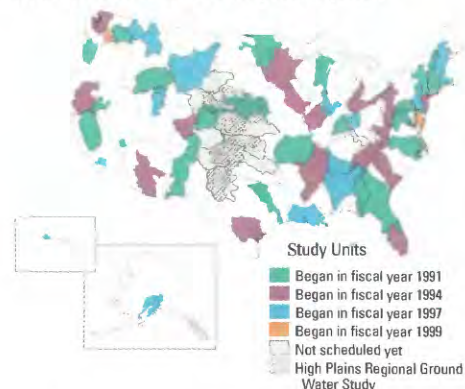 Study Units
Began in fiscal year 1991
Began in fiscal year 1994
Began in fiscal year 1997
Began in fiscal year 1999
Not scheduled yet
High Plains Regional Ground
Water Study